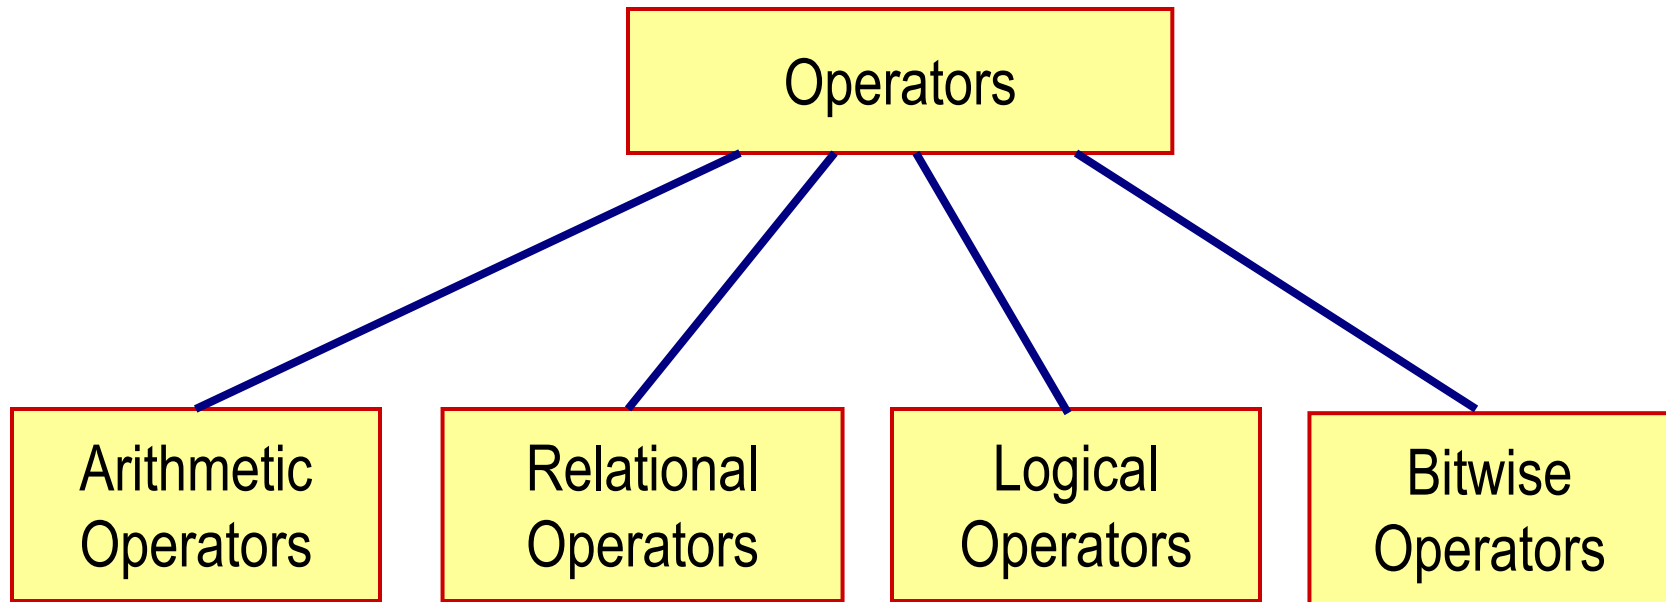 Operators
Arithmetic
Operators
Relational
Operators
Logical
Operators
Bitwise
Operators